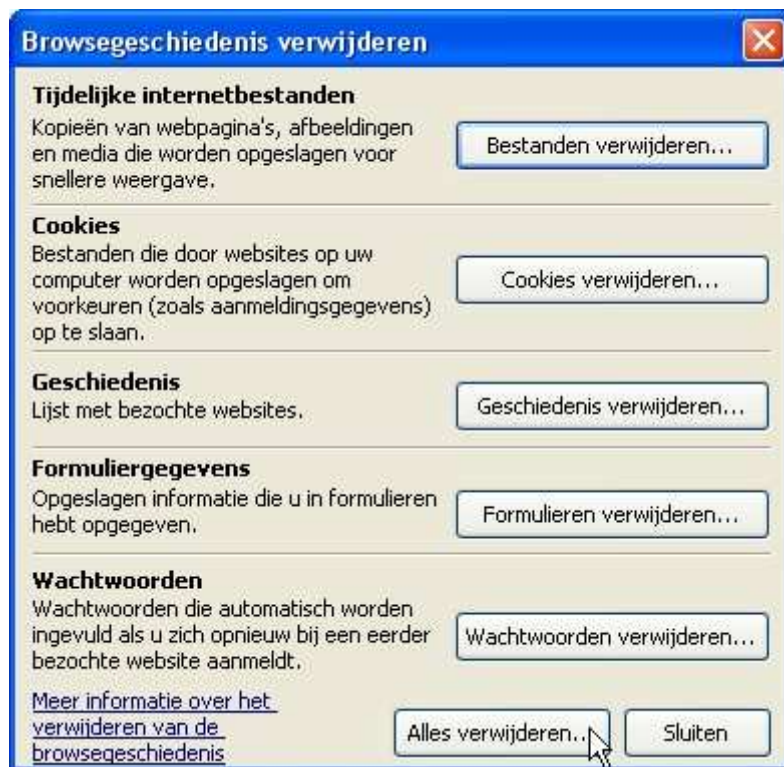 Browsegeschiedenis verwijderen
Tijdelijke internetbestanden
Kopieën van webpagina's, afbeeldingen
en media die worden opgeslagen voor
snellere weergave.
Bestanden verwijderen...
Cookies
Bestanden die door websites op uw
computer worden opgeslagen om
voorkeuren (zoals aanmeldingsgegevens)
op te slaan.
Cookies verwijderen...
Geschiedenis
Lijst met bezochte websites.
Geschiedenis verwijderen...
Formuliergegevens
Opgeslagen informatie die u in formulieren
hebt opgegeven.
Formulieren verwijderen...
Wachtwoorden
Wachtwoorden die automatisch worden
ingevuld als u zich opnieuw bij een eerder
bezochte website aanmeldt.
Wachtwoorden verwijderen...
Meer informatie over het
verwijderen van de
browsegeschiedenis
Alles verwijderen...
Sluiten